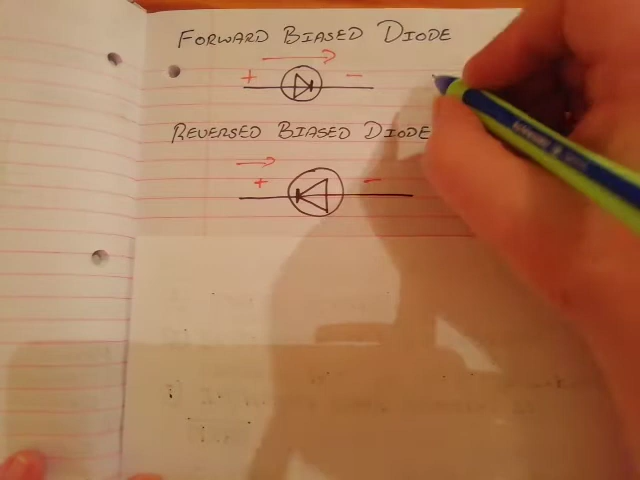 FORWARD BIASED DIODE
+ -
REVERSED BIASED DIODE
+ -